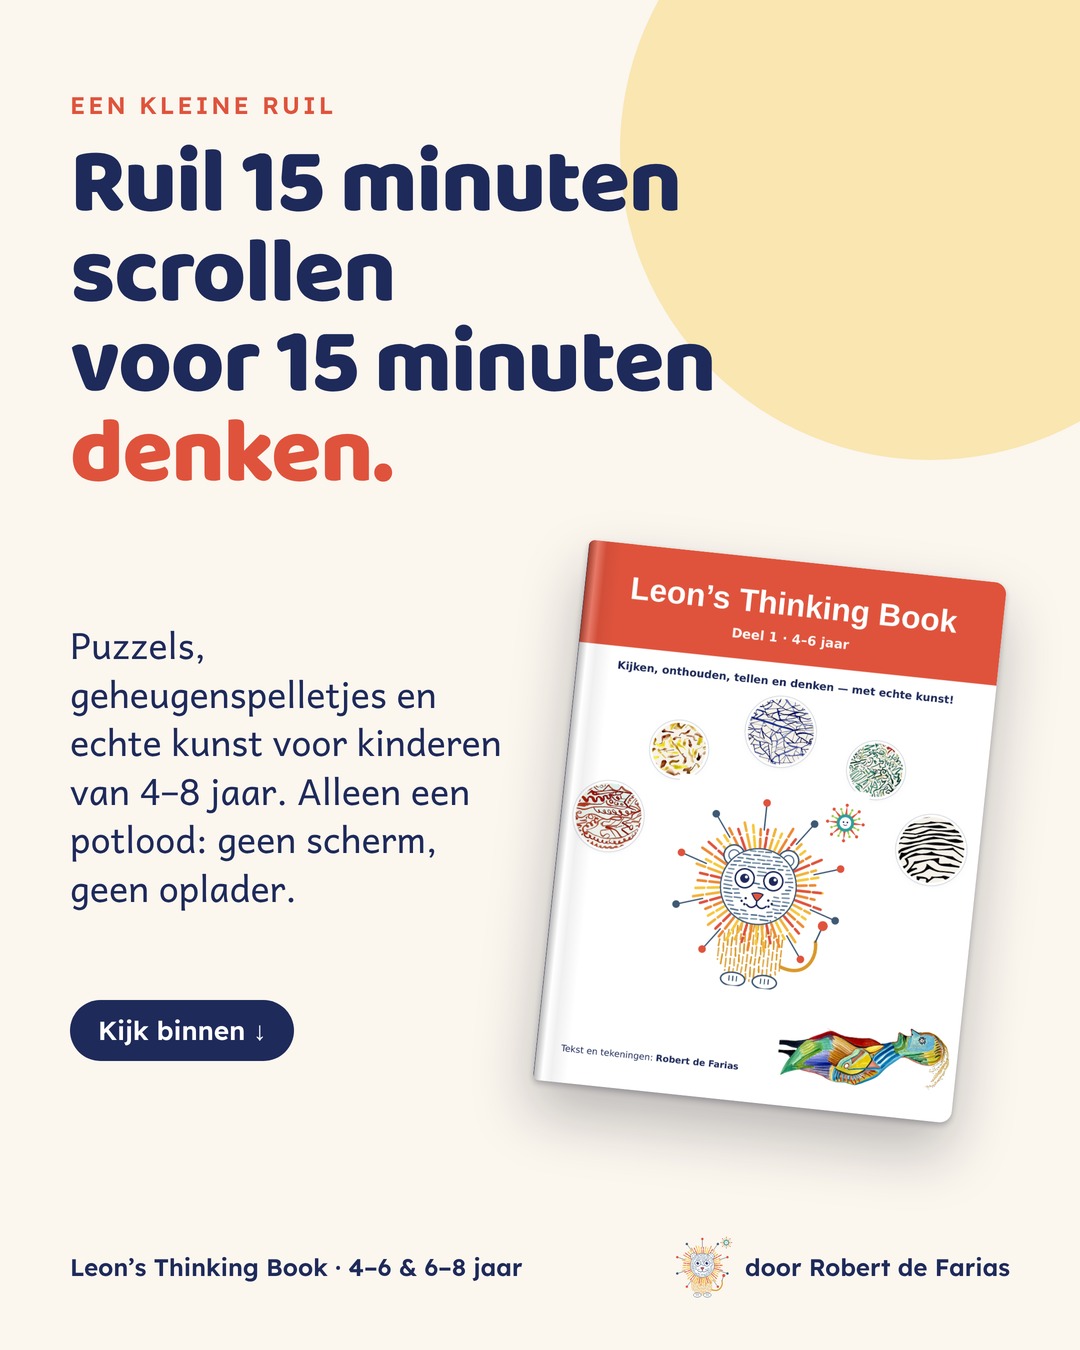 EEN KLEINE RUIL
Ruil 15 minuten
scrollen
voor 15 minuten
denken.
Puzzels,
geheugenspelletjes en
echte kunst voor kinderen
van 4–8 jaar. Alleen een
potlood: geen scherm,
geen oplader.
Kijk binnen ↓
Leon’s Thinking Book
Deel 1 · 4–6 jaar
Kijken, onthouden, tellen en denken — met echte kunst!
Tekst en tekeningen: Robert de Farias
Leon’s Thinking Book · 4–6 & 6–8 jaar
door Robert de Farias